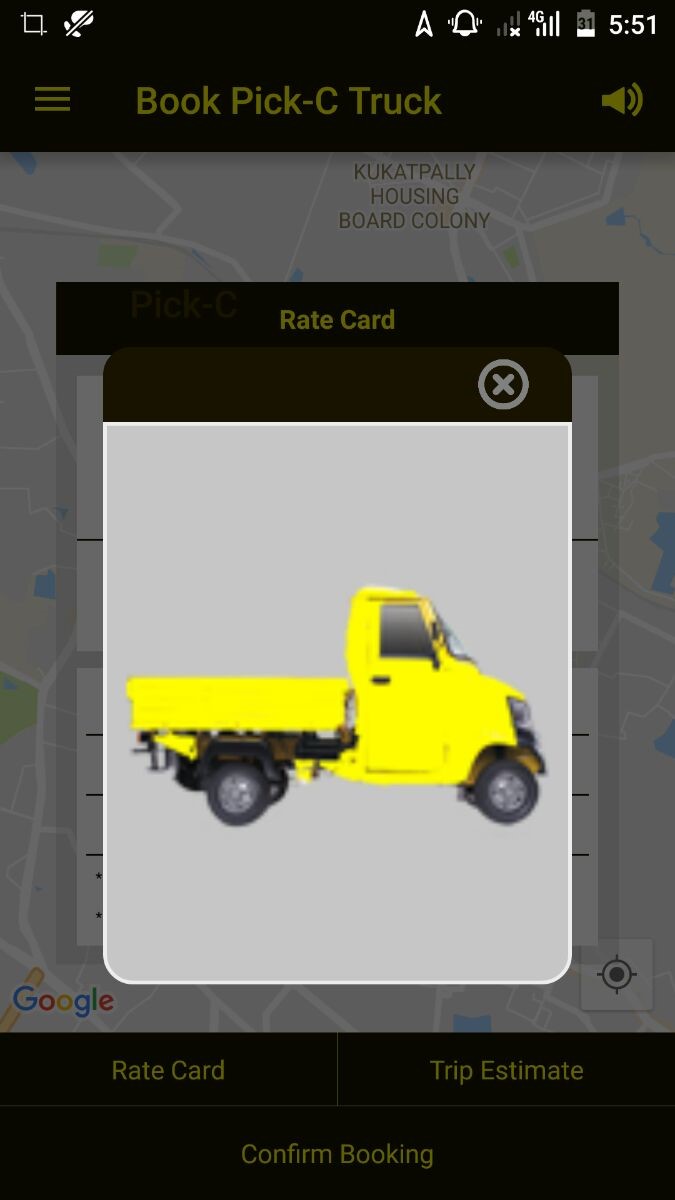 4G
31
5:51
Book Pick-C Truck
KUKATPALLY
HOUSING
BOARD COLONY
Pick-C
Rate Card
*
*
Google
Rate Card
Trip Estimate
Confirm Booking